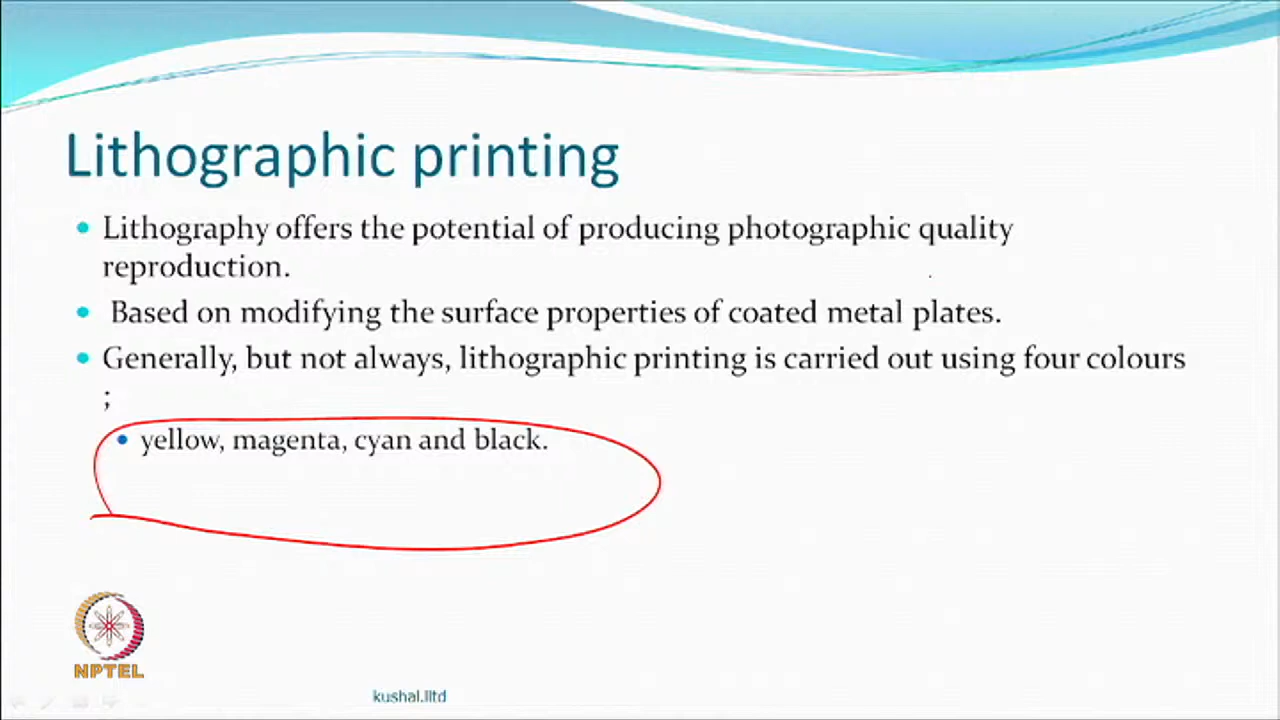 Lithographic printing
Lithography offers the potential of producing photographic quality
reproduction.
Based on modifying the surface properties of coated metal plates.
Generally, but not always, lithographic printing is carried out using four colours
;
yellow, magenta, cyan and black.
NPTEL
kushal.iitd